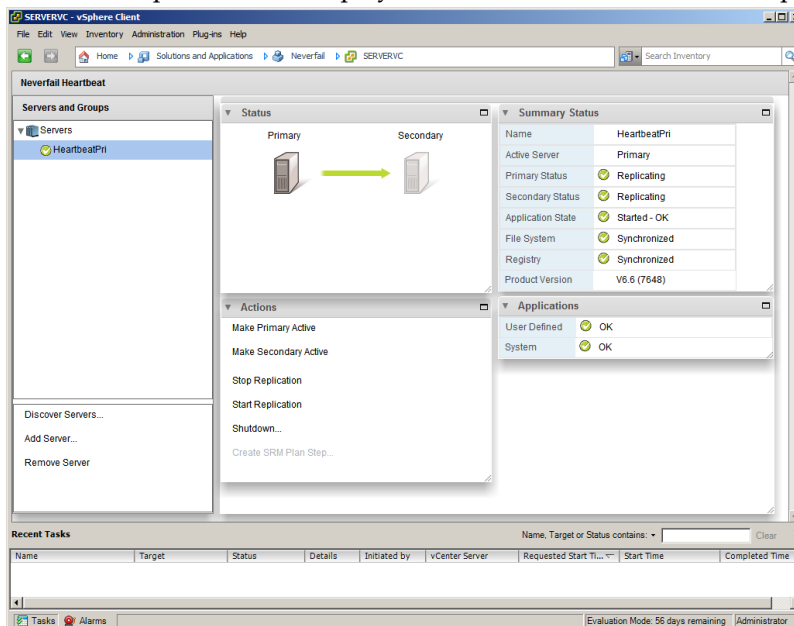 SERVERVC - vSphere Client
File Edit View Inventory Administration Plug-ins Help
Home Solutions and Applications Neverfail SERVERVC Search Inventory
Neverfail Heartbeat
Servers and Groups
Servers
HeartbeatPri
Discover Servers...
Add Server...
Remove Server
Status
Primary Secondary
Actions
Make Primary Active
Make Secondary Active
Stop Replication
Start Replication
Shutdown...
Create SRM Plan Step...
Summary Status
Name HeartbeatPri
Active Server Primary
Primary Status Replicating
Secondary Status Replicating
Application State Started - OK
File System Synchronized
Registry Synchronized
Product Version V6.6 (7648)
Applications
User Defined OK
System OK
Recent Tasks Name, Target or Status contains: Clear
Name Target Status Details Initiated by vCenter Server Requested Start Ti... Start Time Completed Time
Tasks Alarms Evaluation Mode: 56 days remaining Administrator